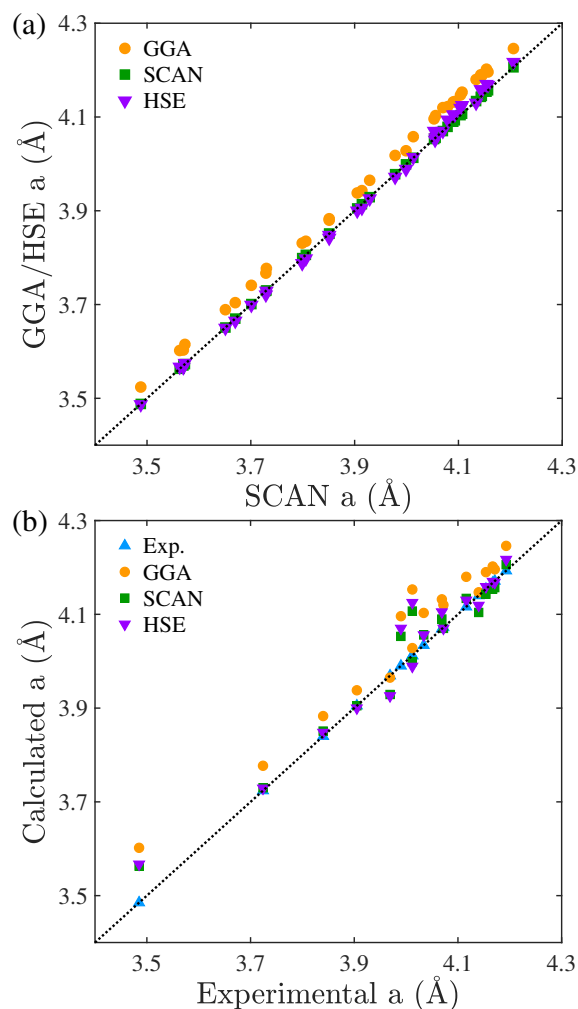 (a)
4.3
GGA
SCAN
HSE
4.1
3.9
3.7
3.5
GGA/HSE a (Å)
3.5 3.7 3.9 4.1 4.3
SCAN a (Å)
(b)
4.3
Exp.
GGA
SCAN
HSE
4.1
3.9
3.7
3.5
Calculated a (Å)
3.5 3.7 3.9 4.1 4.3
Experimental a (Å)